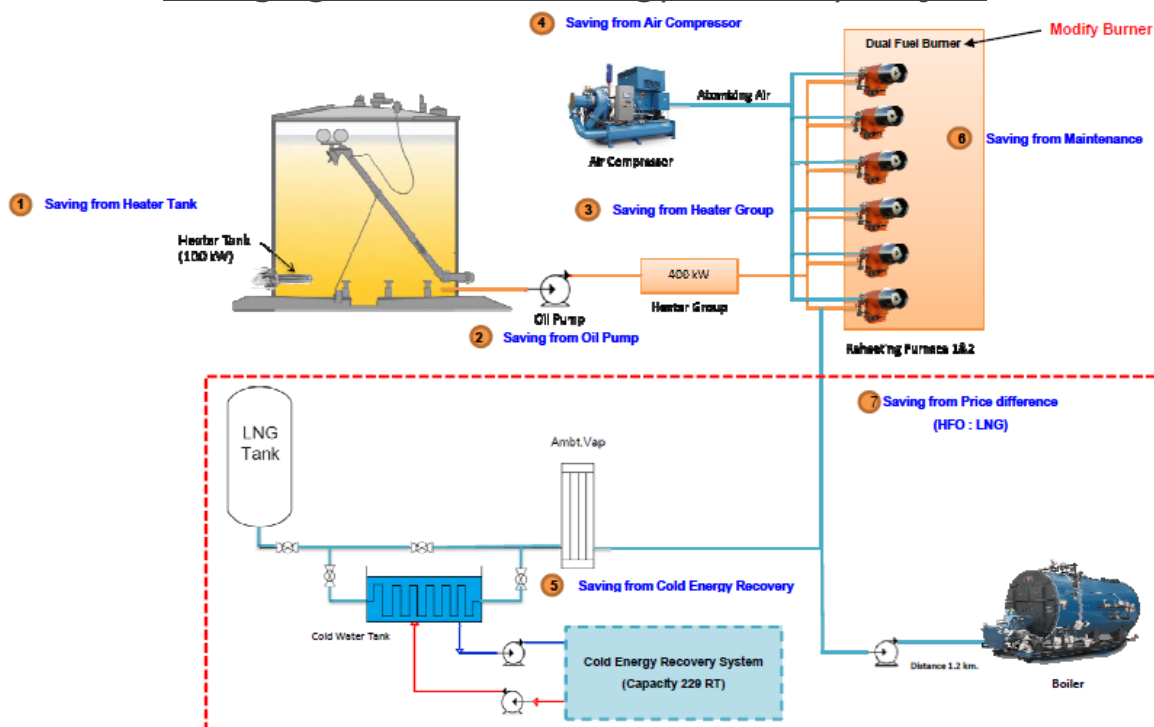 4 Saving from Air Compressor
Modify Burner
Dual Fuel Burner
Atomizing Air
6 Saving from Maintenance
Air Compressor
1 Saving from Heater Tank
3 Saving from Heater Group
Heater Tank
(100 kW)
400 kW
Oil Pump
Heater Group
2 Saving from Oil Pump
Reheating Furnace 1&2
7 Saving from Price difference
(HFO : LNG)
LNG
Tank
Ambt.Vap
5 Saving from Cold Energy Recovery
Cold Water Tank
Cold Energy Recovery System
(Capacity 229 RT)
Distance 1.2 km.
Boiler